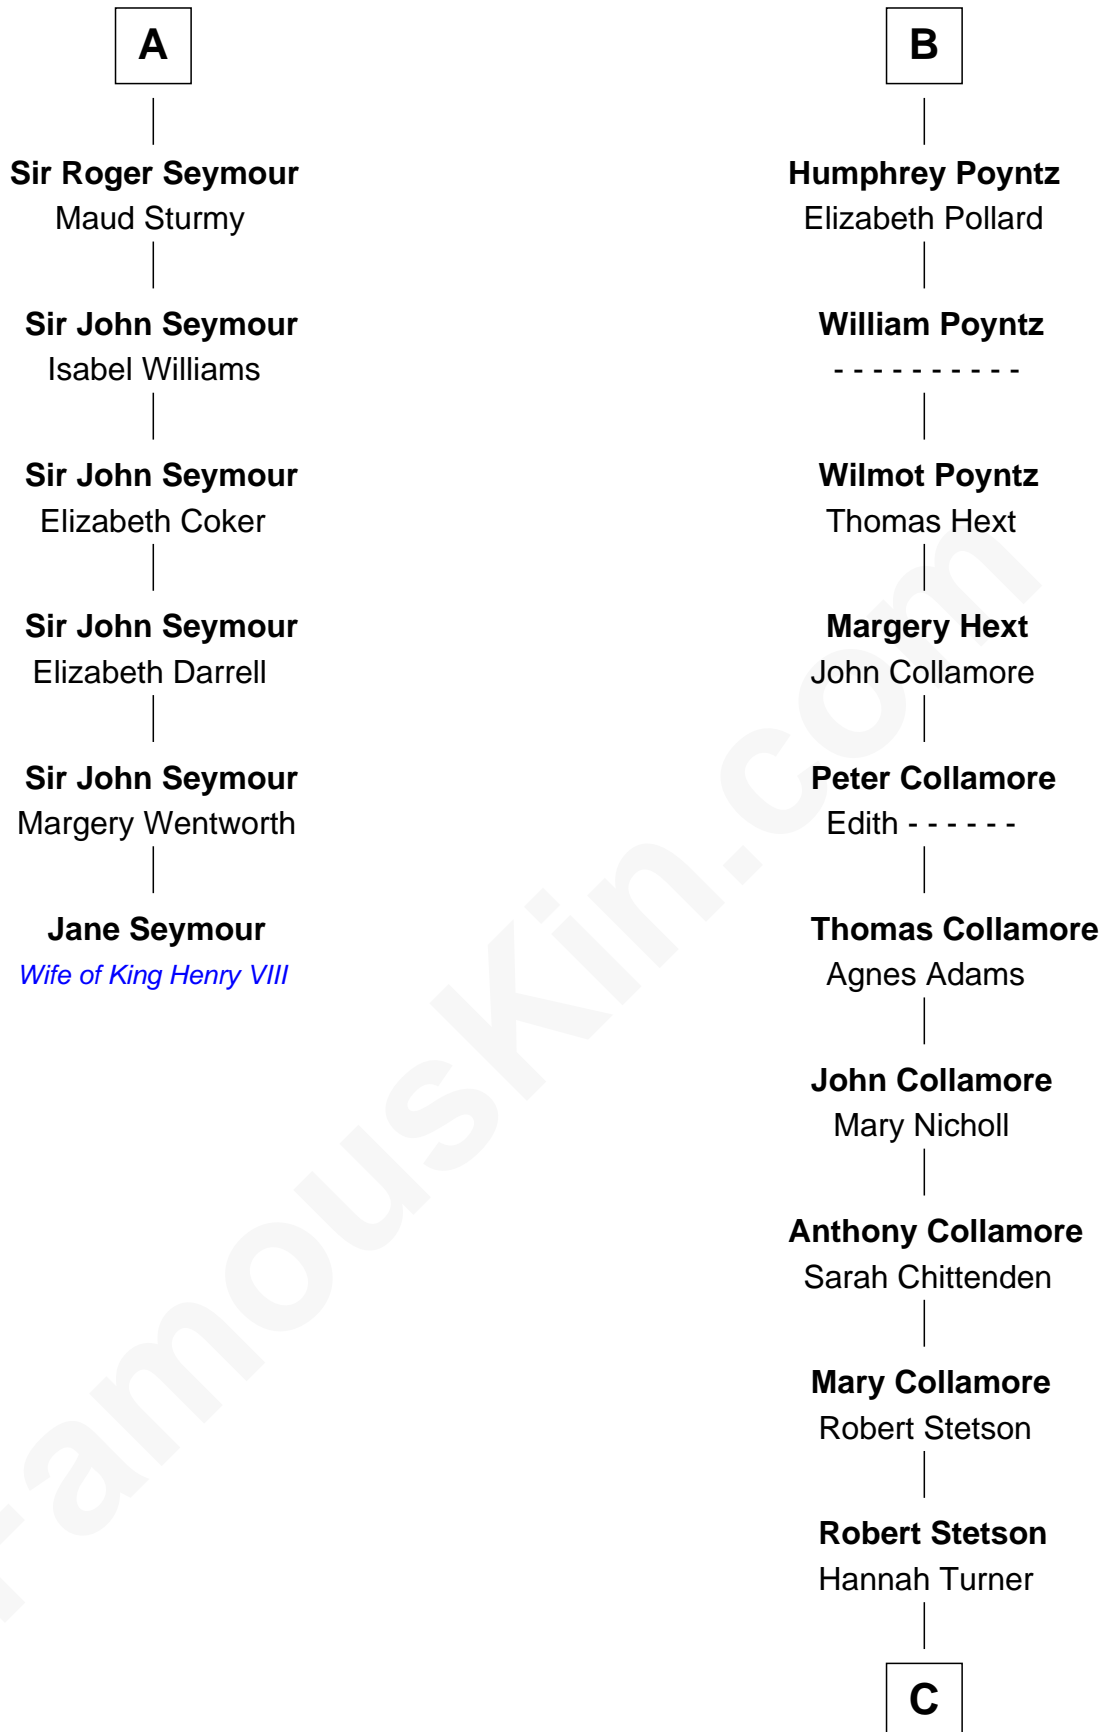 A
Sir Roger Seymour
Maud Sturmy
Sir John Seymour
Isabel Williams
Sir John Seymour
Elizabeth Coker
Sir John Seymour
Elizabeth Darrell
Sir John Seymour
Margery Wentworth
Jane Seymour
Wife of King Henry VIII
B
Humphrey Poyntz
Elizabeth Pollard
William Poyntz
- - - - - - - - - -
Wilmot Poyntz
Thomas Hext
Margery Hext
John Collamore
Peter Collamore
Edith - - - - - -
Thomas Collamore
Agnes Adams
John Collamore
Mary Nicholl
Anthony Collamore
Sarah Chittenden
Mary Collamore
Robert Stetson
Robert Stetson
Hannah Turner
C
FamousKin.com